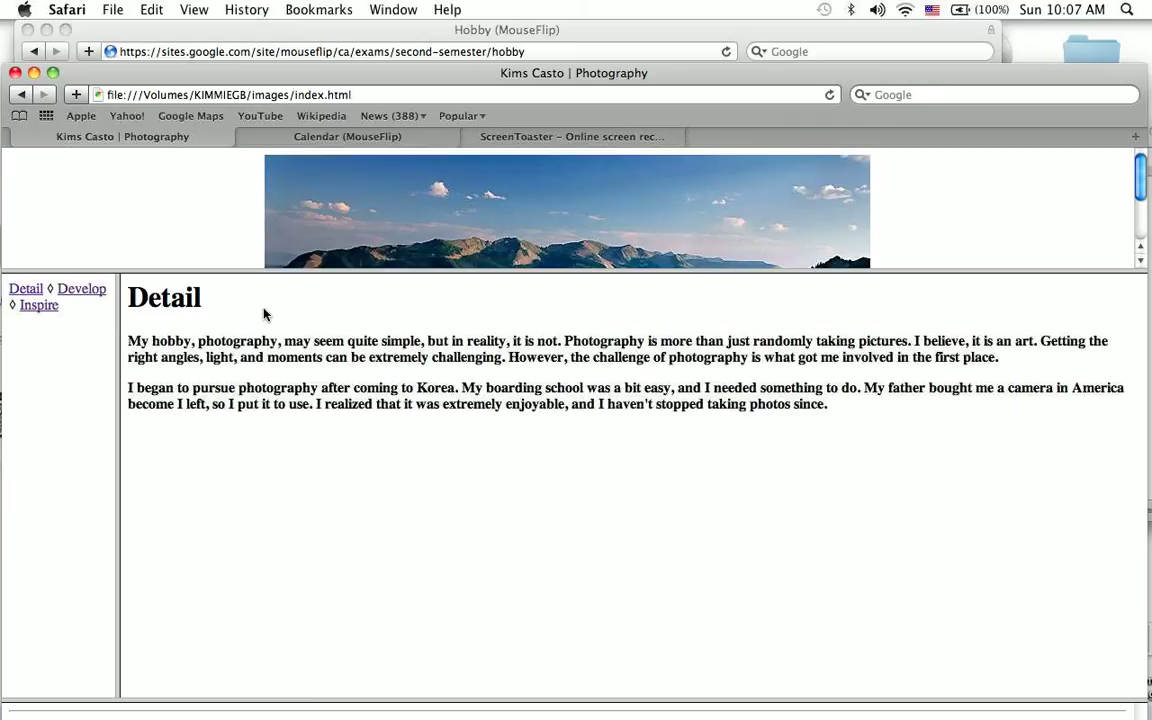 Safari File Edit View History Bookmarks Window Help (100%) Sun 10:07 AM
Hobby (MouseFlip)
https://sites.google.com/site/mouseflip/ca/exams/second-semester/hobby Google
Kims Casto | Photography
file:///Volumes/KIMMIEGB/images/index.html Google
Apple Yahoo! Google Maps YouTube Wikipedia News (388) Popular
Kims Casto | Photography Calendar (MouseFlip) ScreenToaster – Online screen rec...
Detail ◊ Develop
◊ Inspire
Detail
My hobby, photography, may seem quite simple, but in reality, it is not. Photography is more than just randomly taking pictures. I believe, it is an art. Getting the
right angles, light, and moments can be extremely challenging. However, the challenge of photography is what got me involved in the first place.
I began to pursue photography after coming to Korea. My boarding school was a bit easy, and I needed something to do. My father bought me a camera in America
become I left, so I put it to use. I realized that it was extremely enjoyable, and I haven't stopped taking photos since.